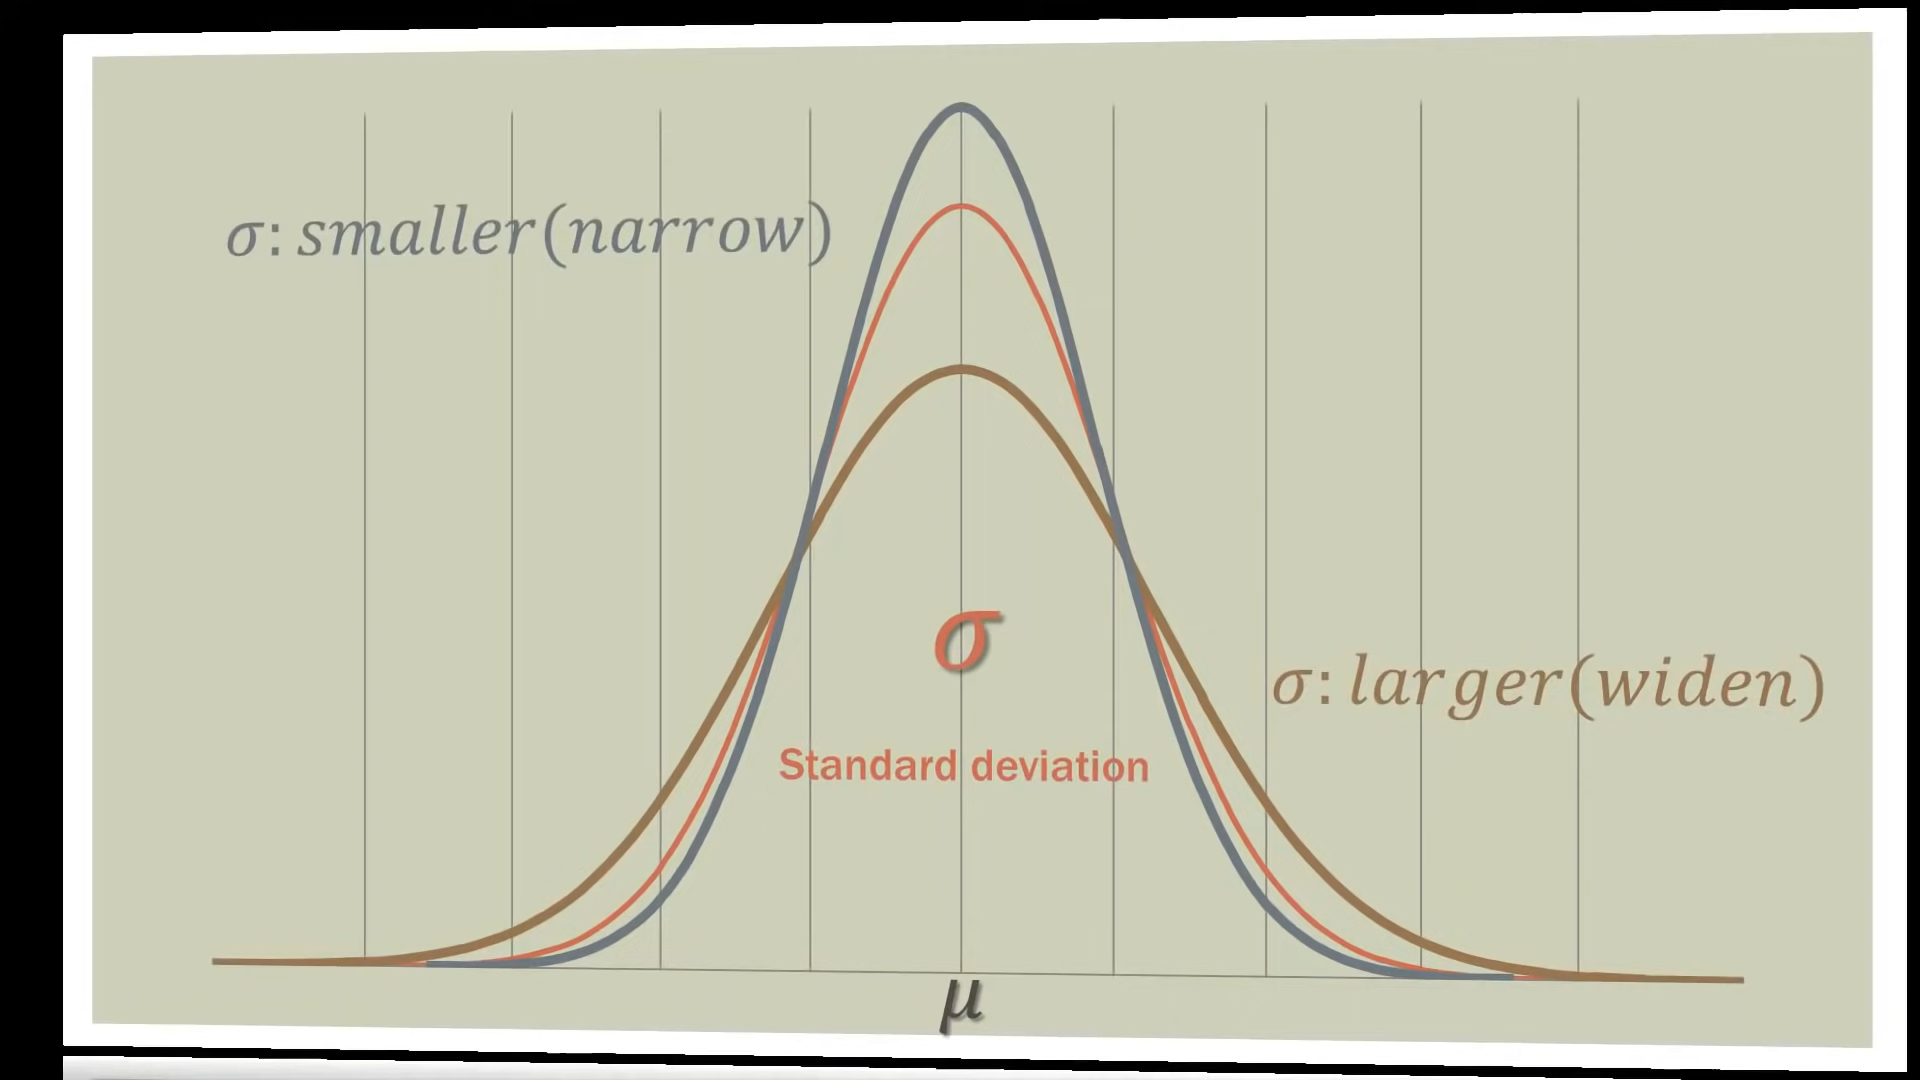 σ: smaller(narrow)
σ
σ: larger(widen)
Standard deviation
μ